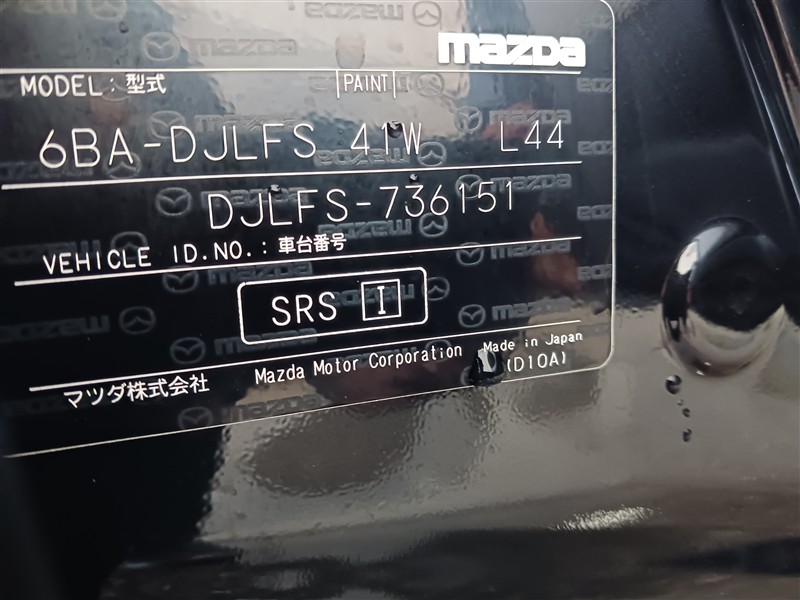 mazda
MODEL: 型式 PAINT
6BA-DJLFS 41W L44
DJLFS-736151
VEHICLE ID.NO.: 車台番号
SRS I
マツダ株式会社 Mazda Motor Corporation Made in Japan
(D10A)